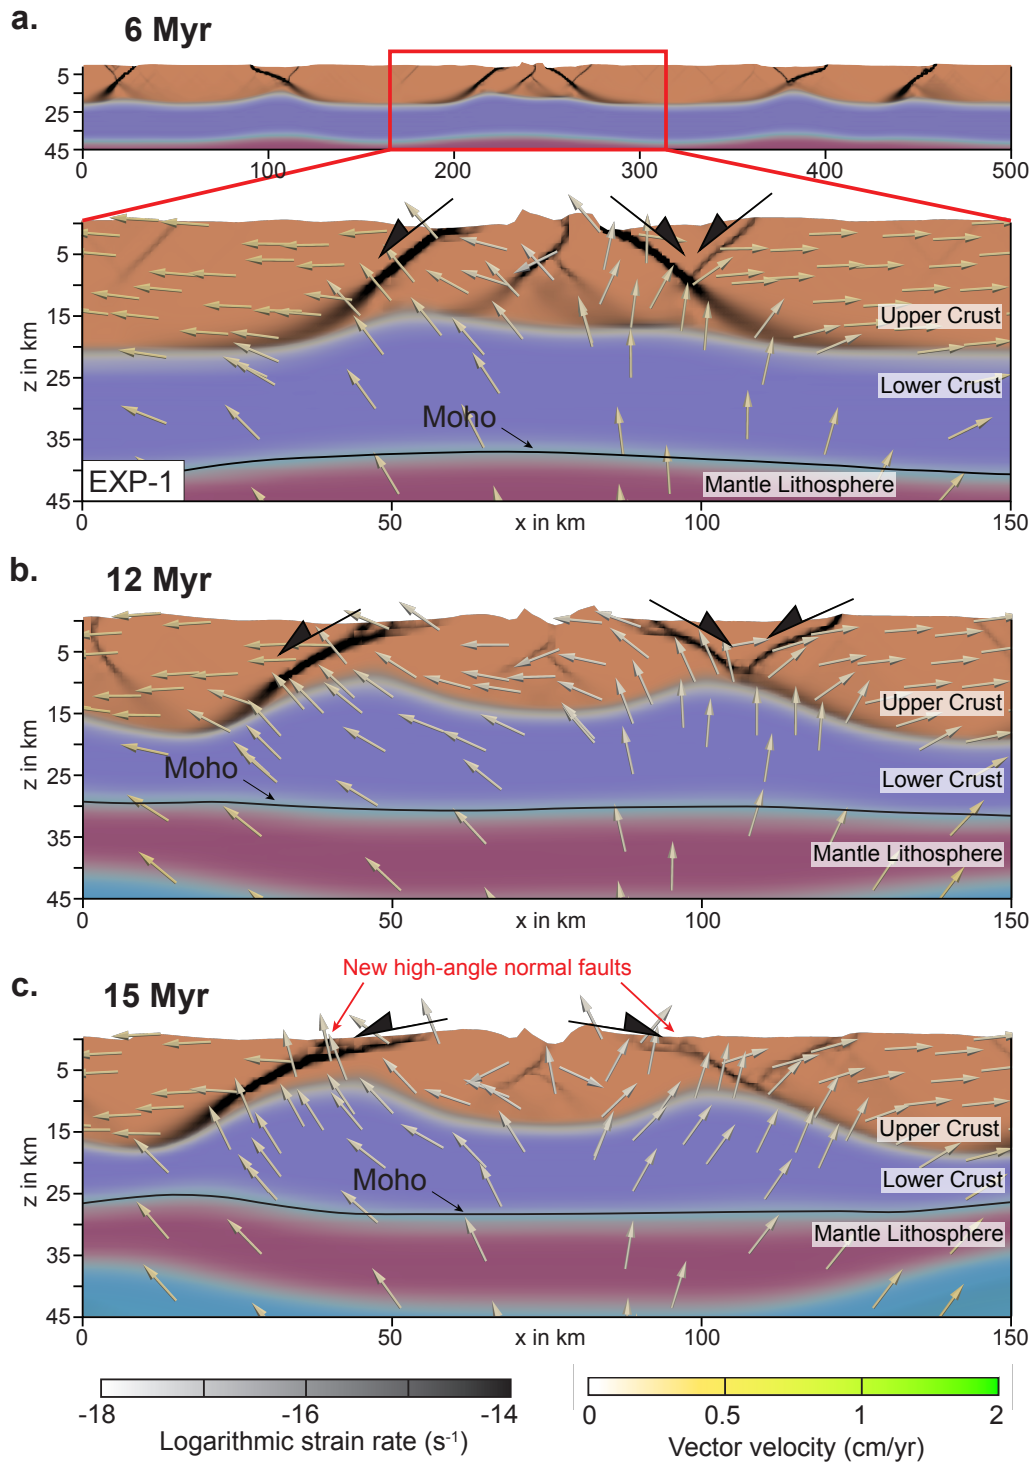 a. 6 Myr
5
25
45
0 100 200 300 400 500
5
15
25
35
45
z in km
Upper Crust
Lower Crust
Moho
EXP-1
Mantle Lithosphere
0 50 x in km 100 150
b. 12 Myr
5
15
25
35
45
z in km
Upper Crust
Moho
Lower Crust
Mantle Lithosphere
0 50 100 150
New high-angle normal faults
c. 15 Myr
5
15
25
35
45
z in km
Upper Crust
Moho
Lower Crust
Mantle Lithosphere
0 50 x in km 100 150
-18 -16 -14
Logarithmic strain rate (s⁻¹)
0 0.5 1 2
Vector velocity (cm/yr)